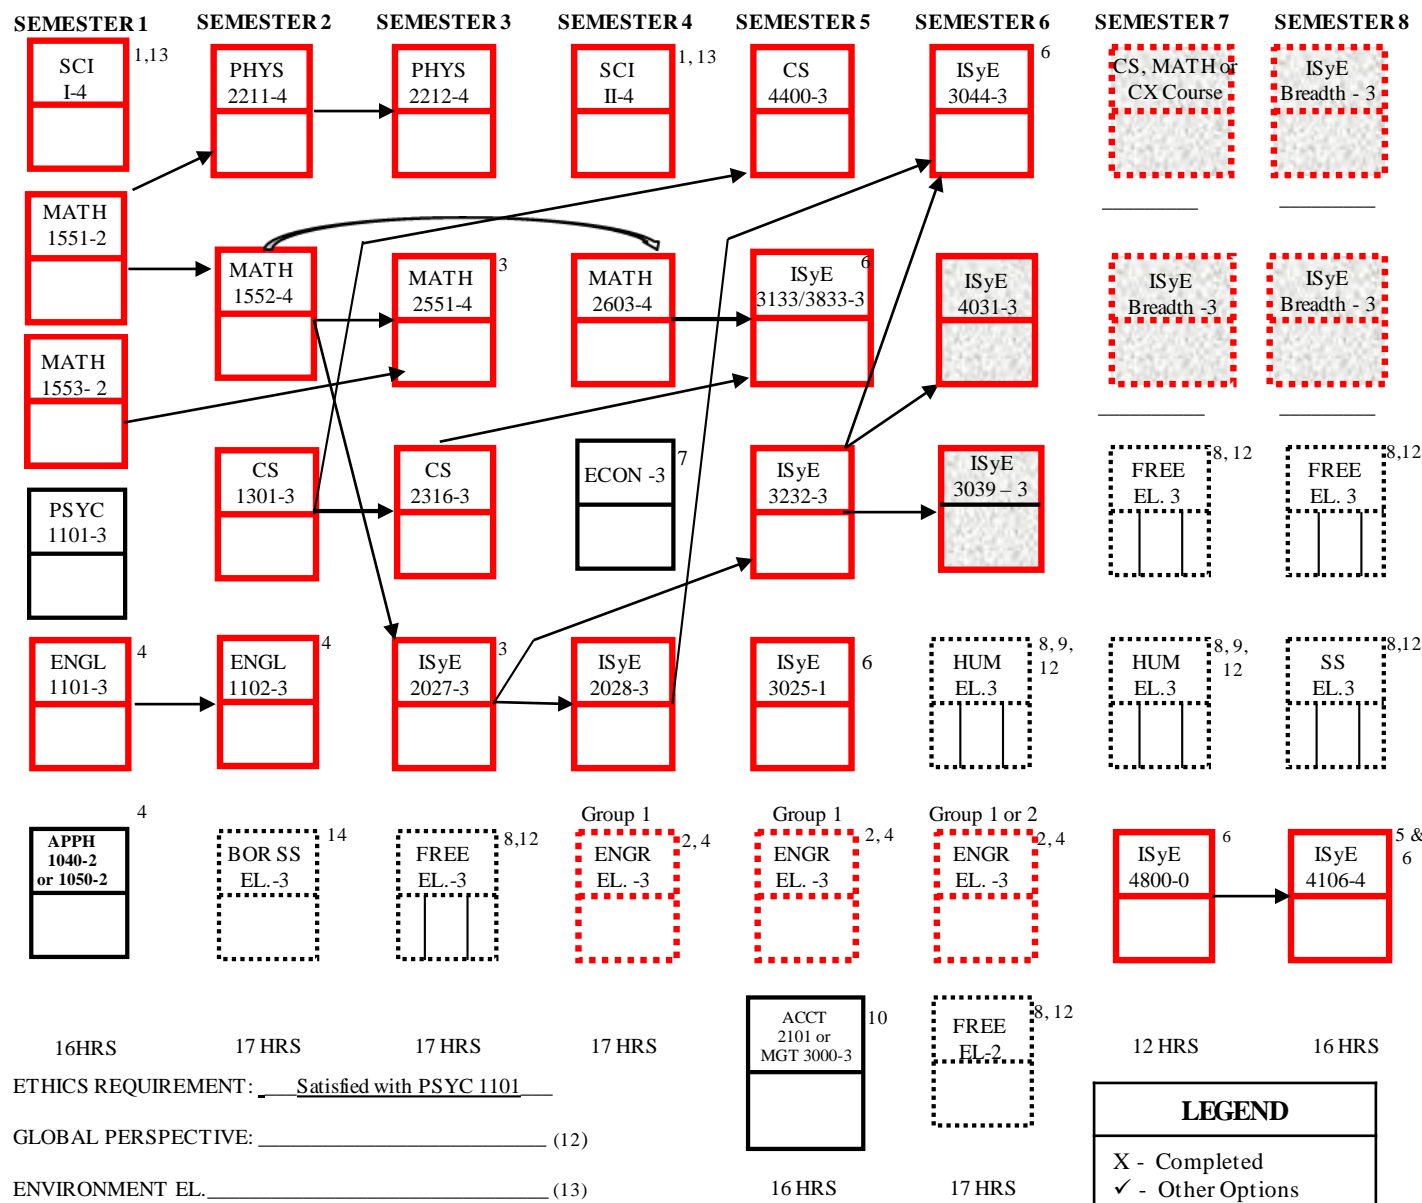 SEMESTER 1
SEMESTER 2
SEMESTER 3
SEMESTER 4
SEMESTER 5
SEMESTER 6
SEMESTER 7
SEMESTER 8
SCI
I-4
1,13
PHYS
2211-4
PHYS
2212-4
SCI
II-4
1, 13
CS
4400-3
ISyE
3044-3
6
CS, MATH or
CX Course
ISyE
Breadth - 3
MATH
1551-2
MATH
1552-4
MATH
2551-4
3
MATH
2603-4
ISyE
3133/3833-3
6
ISyE
4031-3
ISyE
Breadth -3
ISyE
Breadth - 3
MATH
1553- 2
CS
1301-3
CS
2316-3
ECON -3
7
ISyE
3232-3
ISyE
3039 – 3
FREE
EL. 3
8, 12
FREE
EL. 3
8,12
PSYC
1101-3
ENGL
1101-3
4
ENGL
1102-3
4
ISyE
2027-3
3
ISyE
2028-3
ISyE
3025-1
6
HUM
EL.3
8, 9,
12
HUM
EL.3
8, 9,
12
SS
EL.3
8,12
APPH
1040-2
or 1050-2
4
BOR SS
EL.-3
14
FREE
EL.-3
8,12
Group 1
ENGR
EL. -3
2, 4
Group 1
ENGR
EL. -3
2, 4
Group 1 or 2
ENGR
EL. -3
2, 4
ISyE
4800-0
6
ISyE
4106-4
5 &
6
ACCT
2101 or
MGT 3000-3
10
FREE
EL-2
8, 12
16HRS
17 HRS
17 HRS
17 HRS
12 HRS
16 HRS
ETHICS REQUIREMENT: ____Satisfied with PSYC 1101___
GLOBAL PERSPECTIVE: ___________________________ (12)
ENVIRONMENT EL.________________________________ (13)
16 HRS
17 HRS
LEGEND
X - Completed
✓ - Other Options